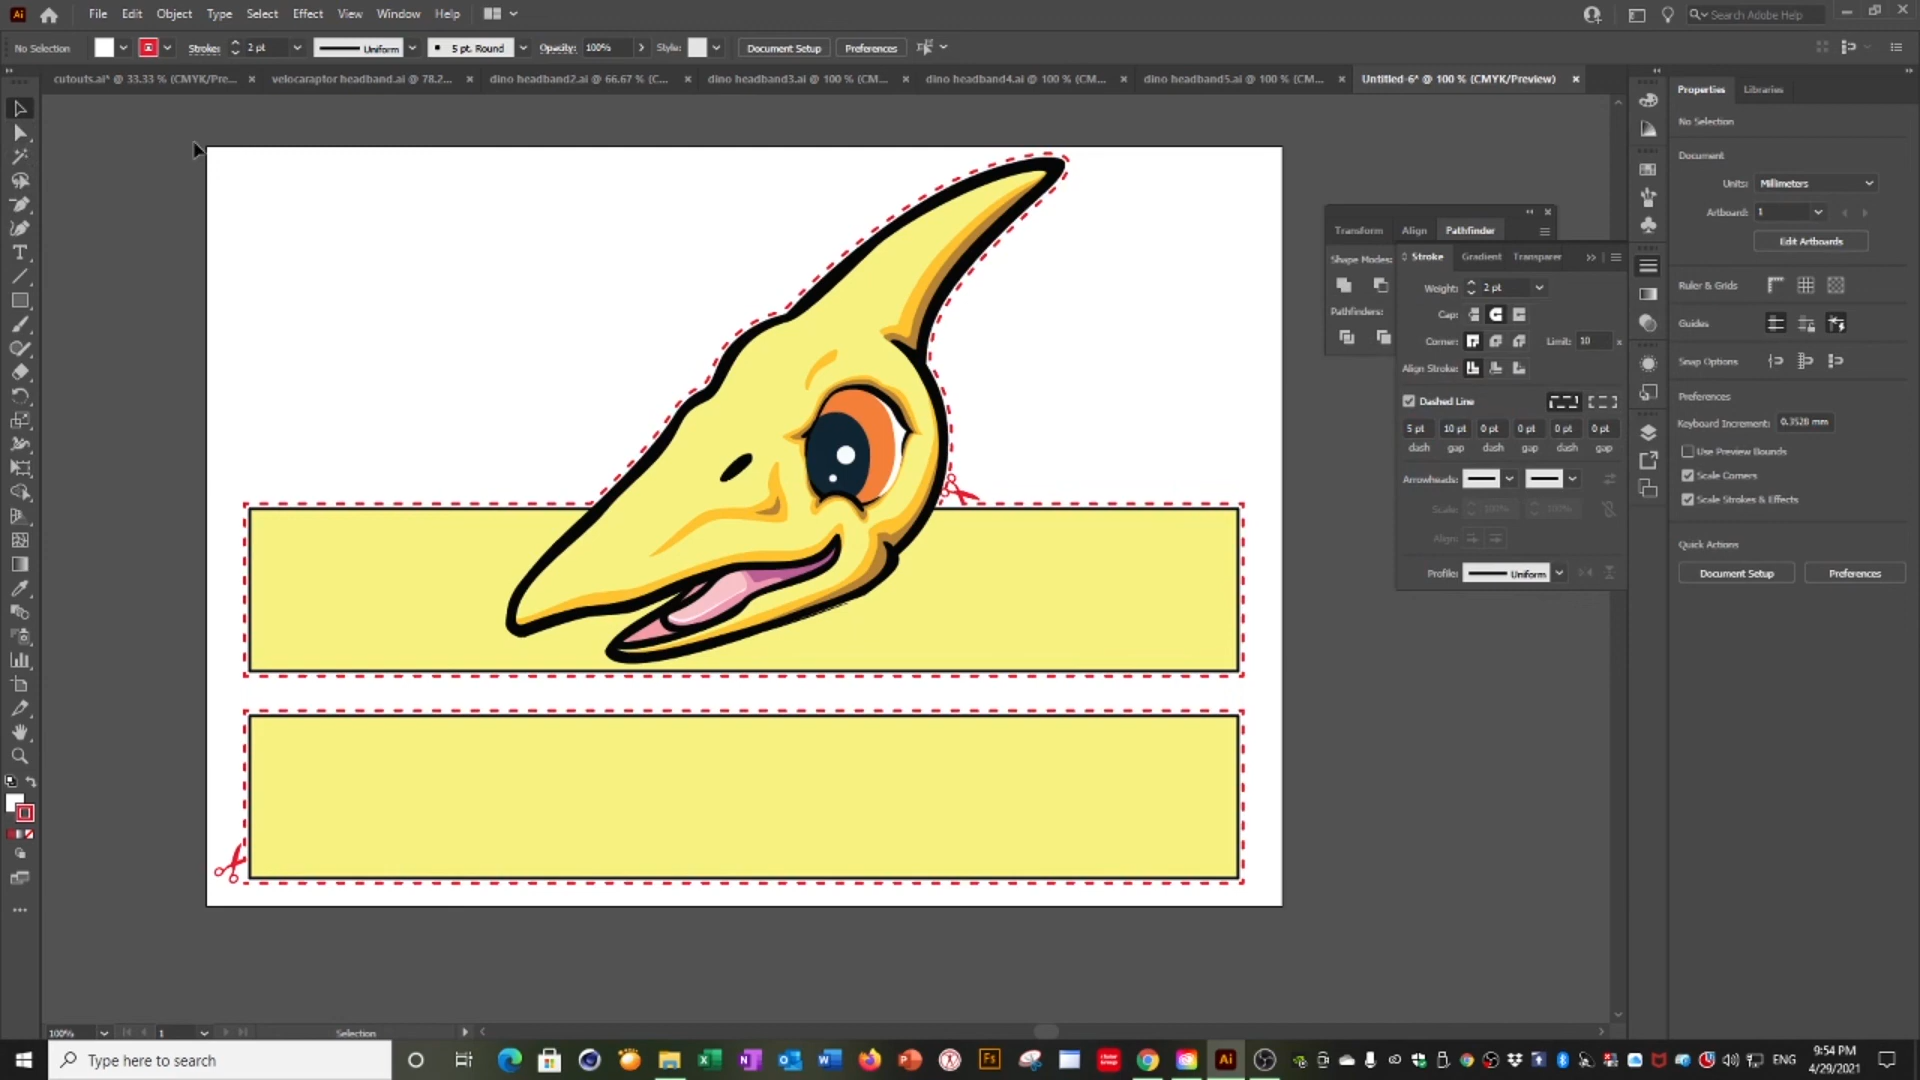 Ai File Edit Object Type Select Effect View Window Help Search Adobe Help
No Selection Stroke: 2 pt Uniform 5 pt. Round Opacity: 100% Style: Document Setup Preferences
cutouts.ai* @ 33.33 % (CMYK/Pre... velocaraptor headband.ai @ 78.2... dino headband2.ai @ 66.67 % (C... dino headband3.ai @ 100 % (CM... dino headband4.ai @ 100 % (CM... dino headband5.ai @ 100 % (CM... Untitled-6* @ 100 % (CMYK/Preview)
Properties Libraries
No Selection
Document
Units: Millimeters
Artboard: 1
Edit Artboards
Ruler & Grids
Guides
Snap Options
Preferences
Keyboard Increment: 0.3528 mm
Use Preview Bounds
Scale Corners
Scale Strokes & Effects
Quick Actions
Document Setup Preferences
Transform Align Pathfinder
Shape Modes:
Pathfinders:
Stroke Gradient Transparer
Weight: 2 pt
Cap:
Corner: Limit: 10 x
Align Stroke:
Dashed Line
5 pt 10 pt 0 pt 0 pt 0 pt 0 pt
dash gap dash gap dash gap
Arrowheads:
Scale: 100% 100%
Align:
Profile: Uniform
100% 1 Selection
Type here to search
Ai
ENG
9:54 PM
4/29/2021